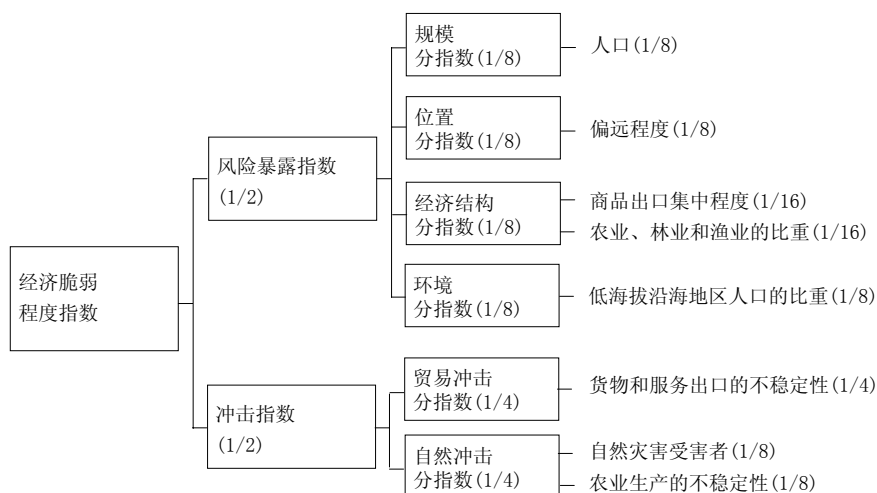 经济脆弱
程度指数
风险暴露指数
(1/2)
规模
分指数(1/8)
人口(1/8)
位置
分指数(1/8)
偏远程度(1/8)
经济结构
分指数(1/8)
商品出口集中程度(1/16)
农业、林业和渔业的比重(1/16)
环境
分指数(1/8)
低海拔沿海地区人口的比重(1/8)
冲击指数
(1/2)
贸易冲击
分指数(1/4)
货物和服务出口的不稳定性(1/4)
自然冲击
分指数(1/4)
自然灾害受害者(1/8)
农业生产的不稳定性(1/8)